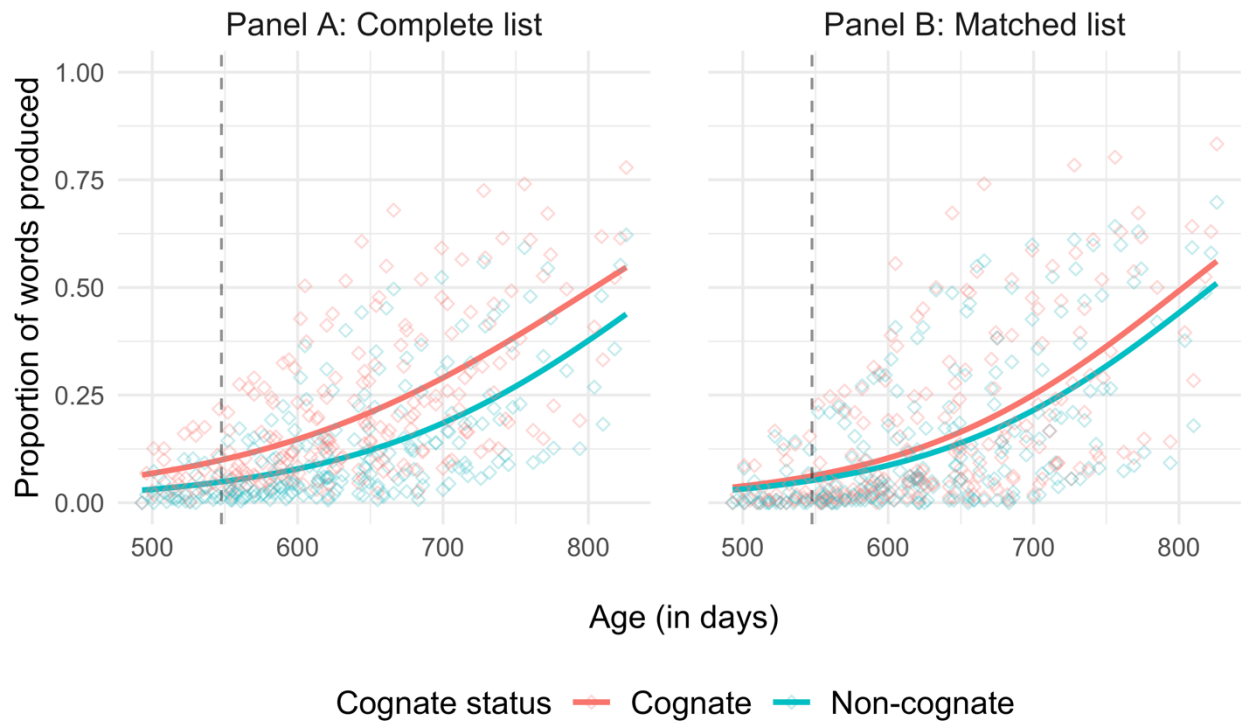 Panel A: Complete list
Panel B: Matched list
Proportion of words produced
1.00
0.75
0.50
0.25
0.00
500 600 700 800
500 600 700 800
Age (in days)
Cognate status Cognate Non-cognate